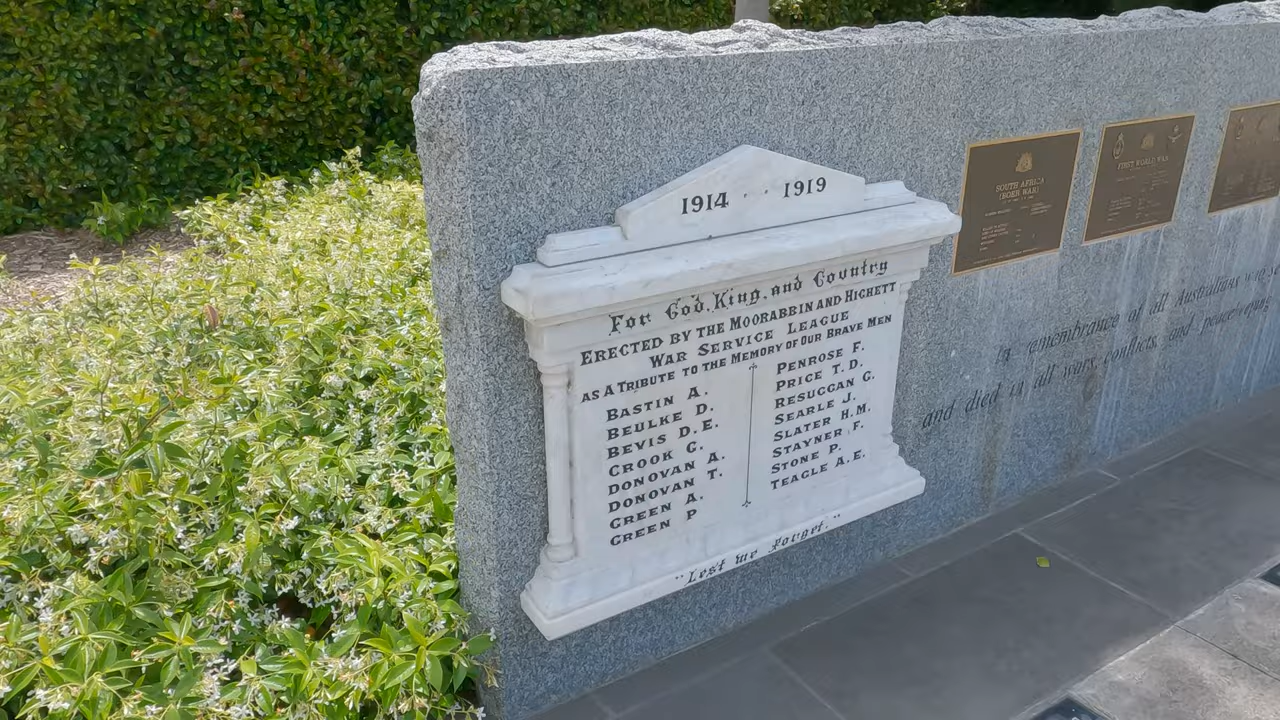 1914 · · 1919
For God, King, and Country
ERECTED BY THE MOORABBIN AND HIGHETT
WAR SERVICE LEAGUE
AS A TRIBUTE TO THE MEMORY OF OUR BRAVE MEN
BASTIN A.
BEULKE D.
BEVIS D.E.
CROOK G.
DONOVAN A.
DONOVAN T.
GREEN A.
GREEN P
PENROSE F.
PRICE T.D.
RESUGGAN G.
SEARLE J.
SLATER H.M.
STAYNER F.
STONE P.
TEAGLE A.E.
"Lest we Forget."
SOUTH AFRICA
(BOER WAR)
FIRST WORLD WAR
In remembrance of all Australians who
and died in all wars, conflicts, and peacekeeping